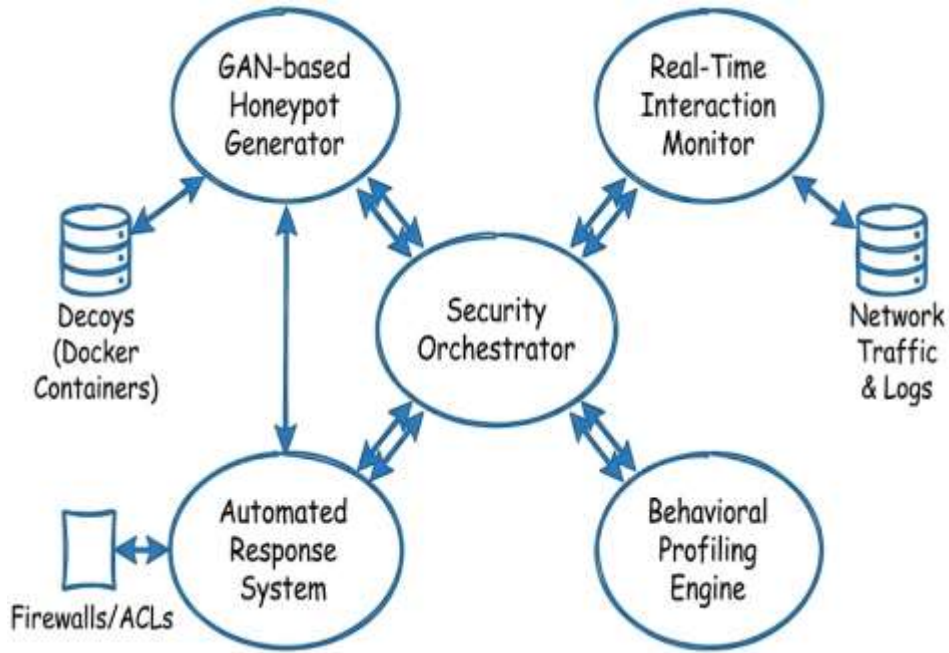 GAN-based
Honeypot
Generator
Real-Time
Interaction
Monitor
Decoys
(Docker
Containers)
Security
Orchestrator
Network
Traffic
& Logs
Automated
Response
System
Behavioral
Profiling
Engine
Firewalls/ACLs